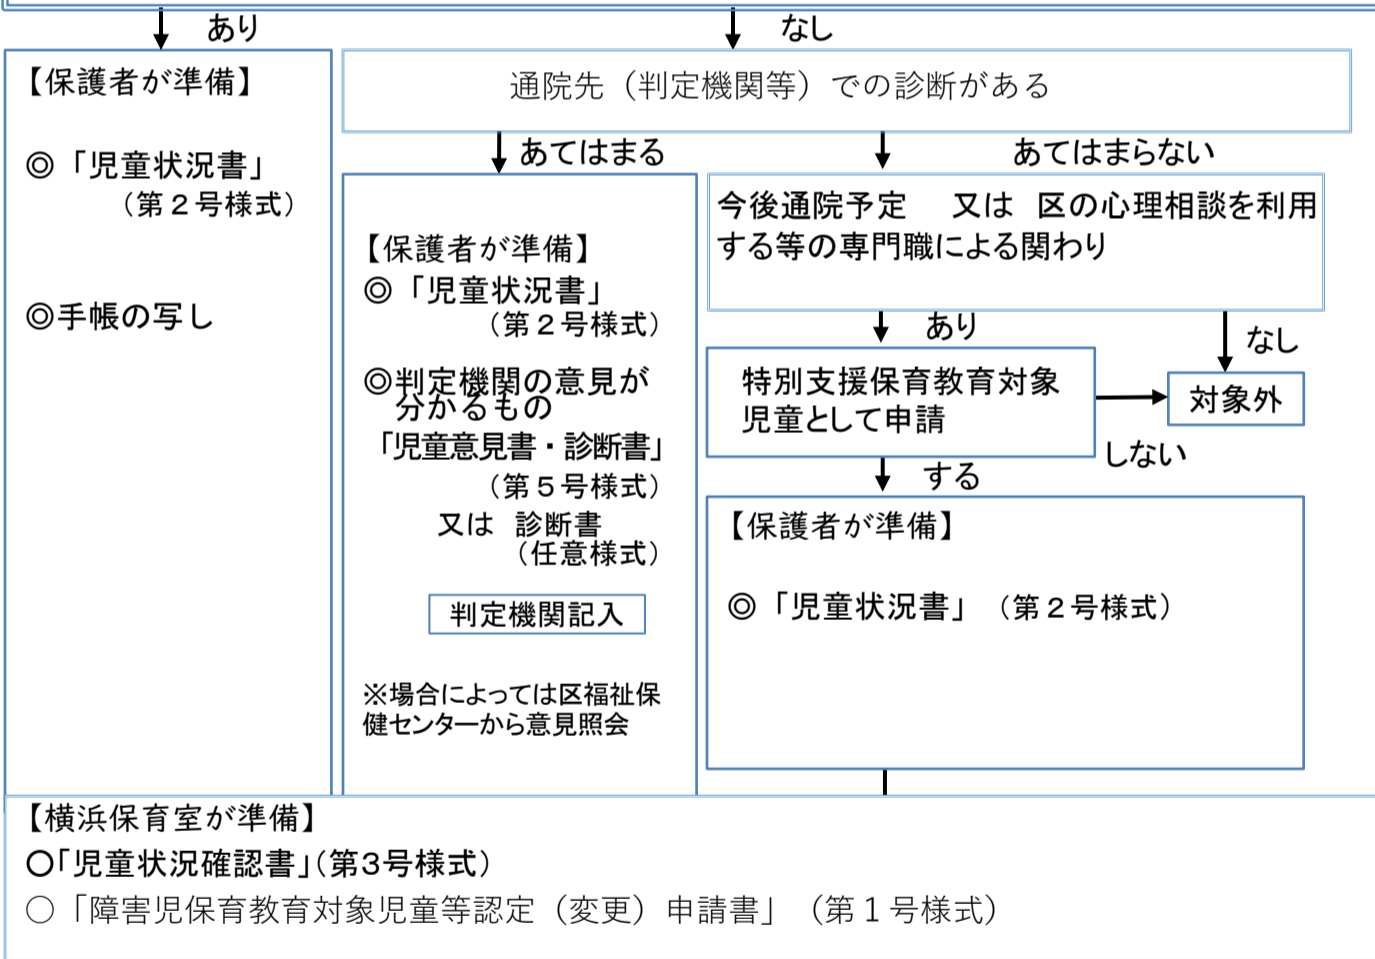 あり
なし
【保護者が準備】
◎「児童状況書」
（第２号様式）
◎手帳の写し
通院先（判定機関等）での診断がある
あてはまる
あてはまらない
【保護者が準備】
◎「児童状況書」
（第２号様式）
◎判定機関の意見が
分かるもの
「児童意見書・診断書」
（第５号様式）
又は 診断書
（任意様式）
判定機関記入
※場合によっては区福祉保
健センターから意見照会
今後通院予定　又は 区の心理相談を利用
する等の専門職による関わり
あり
なし
特別支援保育教育対象
児童として申請
対象外
しない
する
【保護者が準備】
◎「児童状況書」（第２号様式）
【横浜保育室が準備】
○「児童状況確認書」（第3号様式）
○「障害児保育教育対象児童等認定（変更）申請書」（第１号様式）